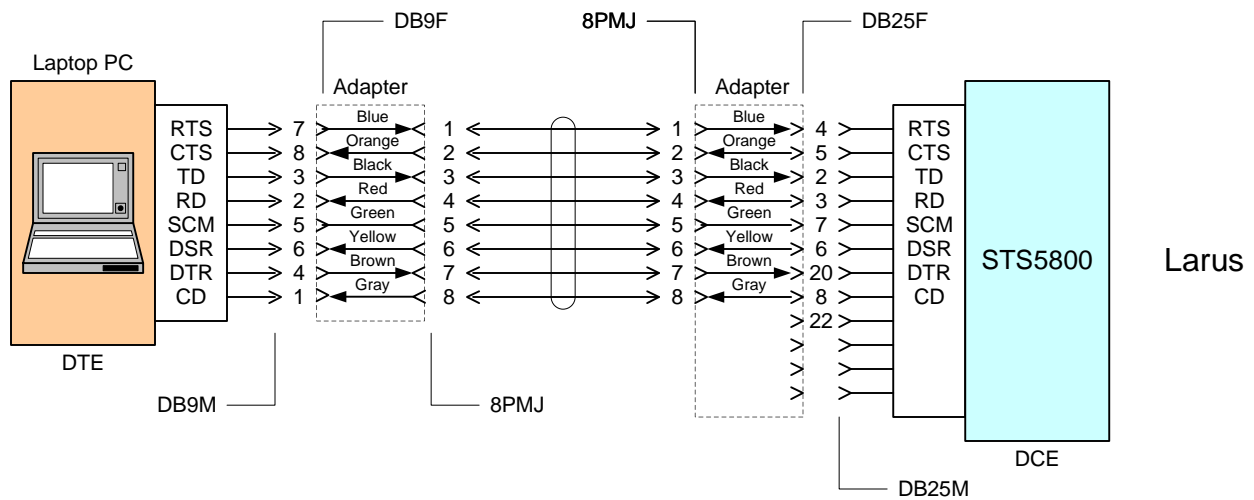 DB9F 8PMJ DB25F
Laptop PC
Adapter Adapter
RTS 7 Blue 1 1 Blue 4 RTS
CTS 8 Orange 2 2 Orange 5 CTS
TD 3 Black 3 3 Black 2 TD
RD 2 Red 4 4 Red 3 RD
SCM 5 Green 5 5 Green 7 SCM
DSR 6 Yellow 6 6 Yellow 6 DSR
DTR 4 Brown 7 7 Brown 20 DTR
CD 1 Gray 8 8 Gray 8 CD
22
STS5800 Larus
DTE
DB9M 8PMJ
DCE
DB25M